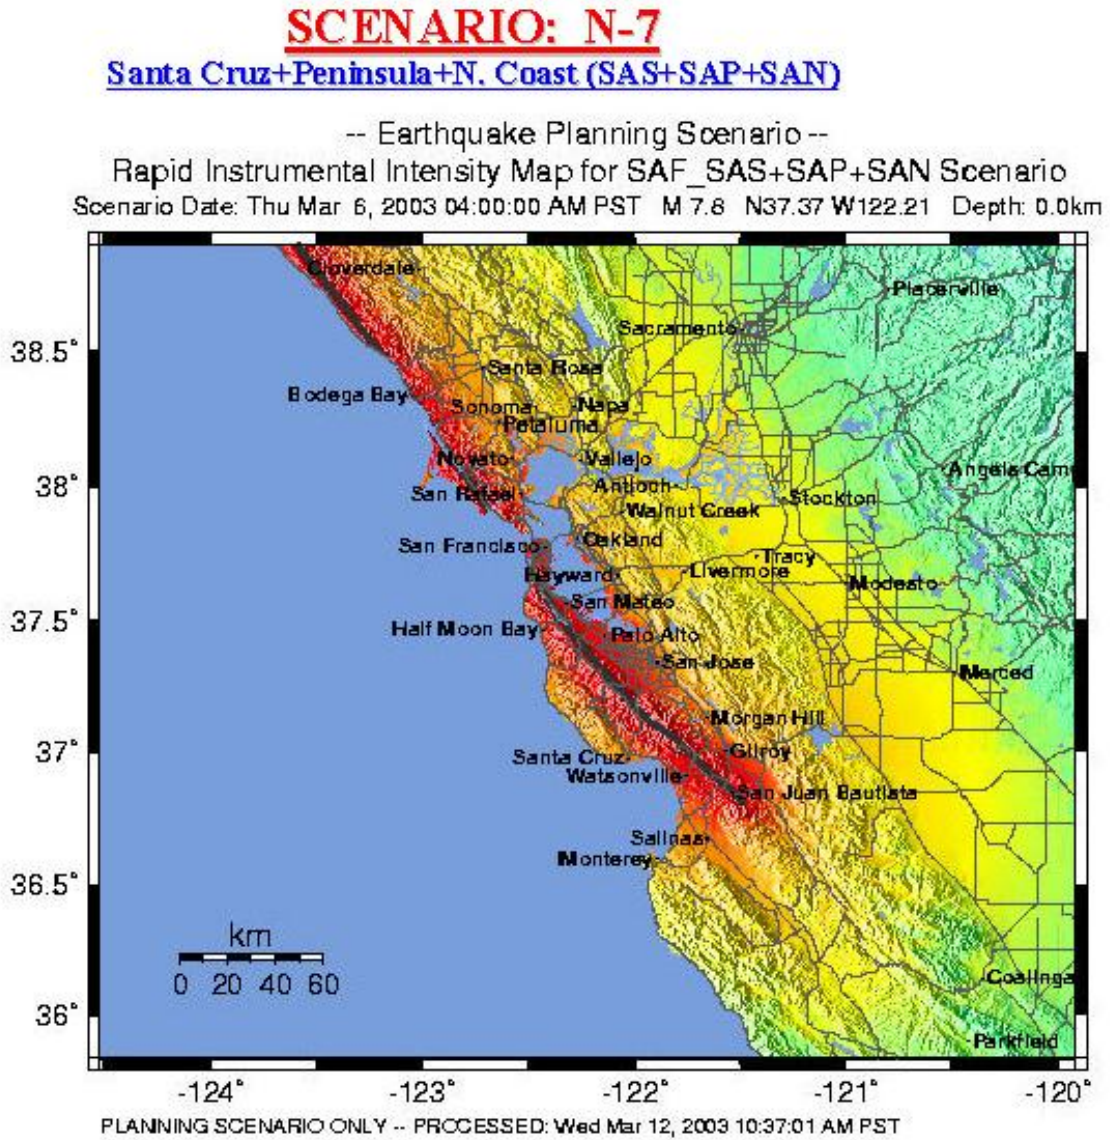 SCENARIO: N-7
Santa Cruz+Peninsula+N. Coast (SAS+SAP+SAN)
-- Earthquake Planning Scenario --
Rapid Instrumental Intensity Map for SAF_SAS+SAP+SAN Scenario
Scenario Date: Thu Mar 6, 2003 04:00:00 AM PST M 7.8 N37.37 W122.21 Depth: 0.0km
Cloverdale
Placerville
Sacramento
38.5°
Santa Rosa
Bodega Bay
Sonoma
Napa
Petaluma
Novato
Vallejo
Angels Cam
38°
San Rafael
Antioch
Stockton
Walnut Creek
San Francisco
Oakland
Tracy
Hayward
Livermore
Modesto
San Mateo
37.5°
Half Moon Bay
Palo Alto
San Jose
Merced
Morgan Hill
37°
Santa Cruz
Gilroy
Watsonville
San Juan Bautista
Salinas
Monterey
36.5°
km
0 20 40 60
Coalinga
36°
Parkfield
-124° -123° -122° -121° -120°
PLANNING SCENARIO ONLY -- PROCESSED: Wed Mar 12, 2003 10:37:01 AM PST